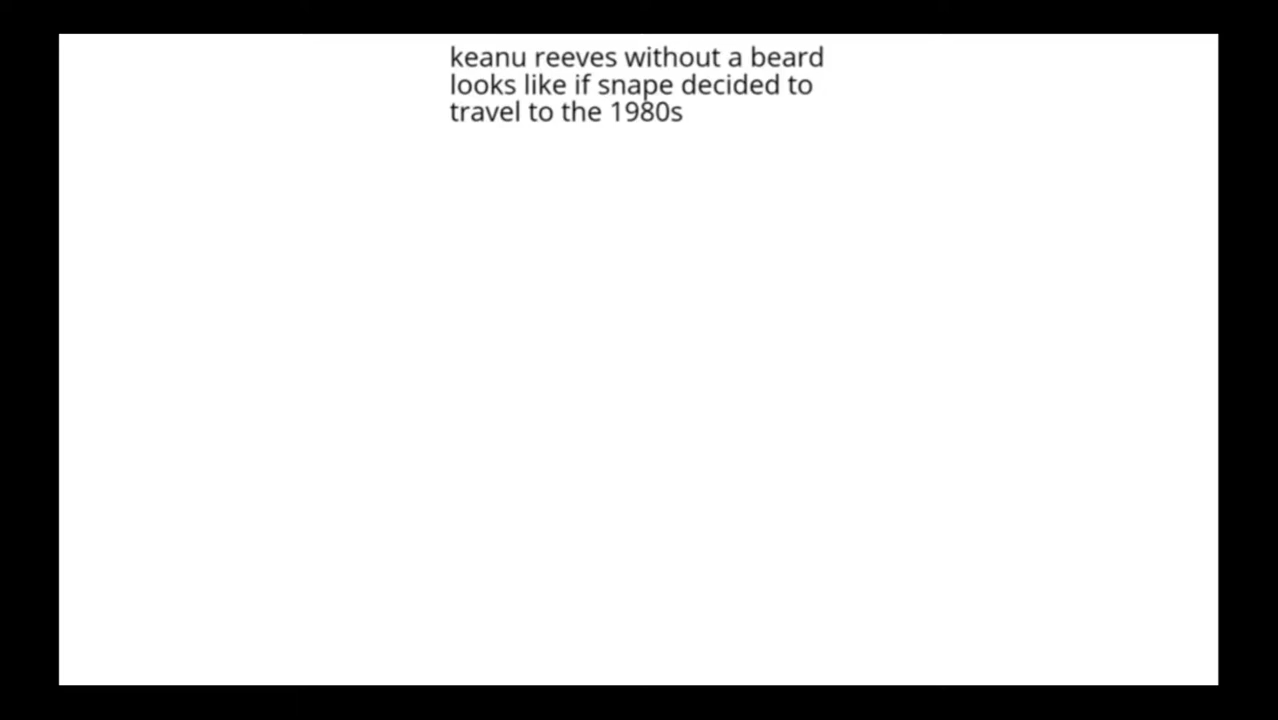 keanu reeves without a beard
looks like if snape decided to
travel to the 1980s